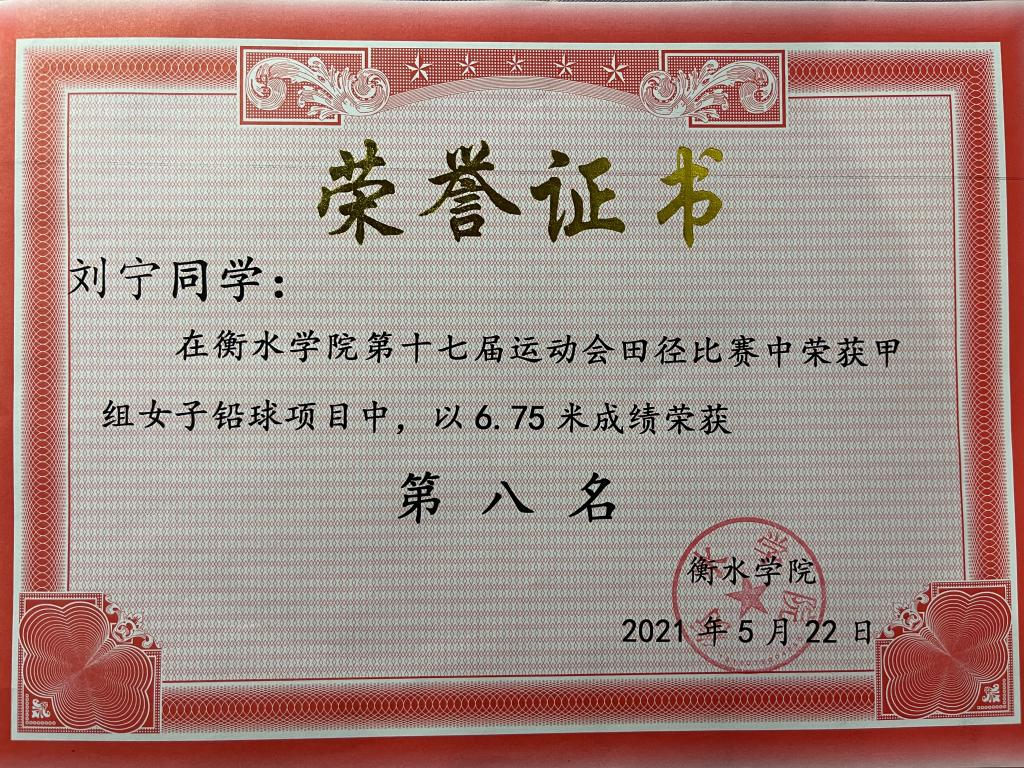 荣誉证书
刘宁同学：
在衡水学院第十七届运动会田径比赛中荣获甲
组女子铅球项目中，以6.75米成绩荣获
第八名
衡水学院
2021年5月22日